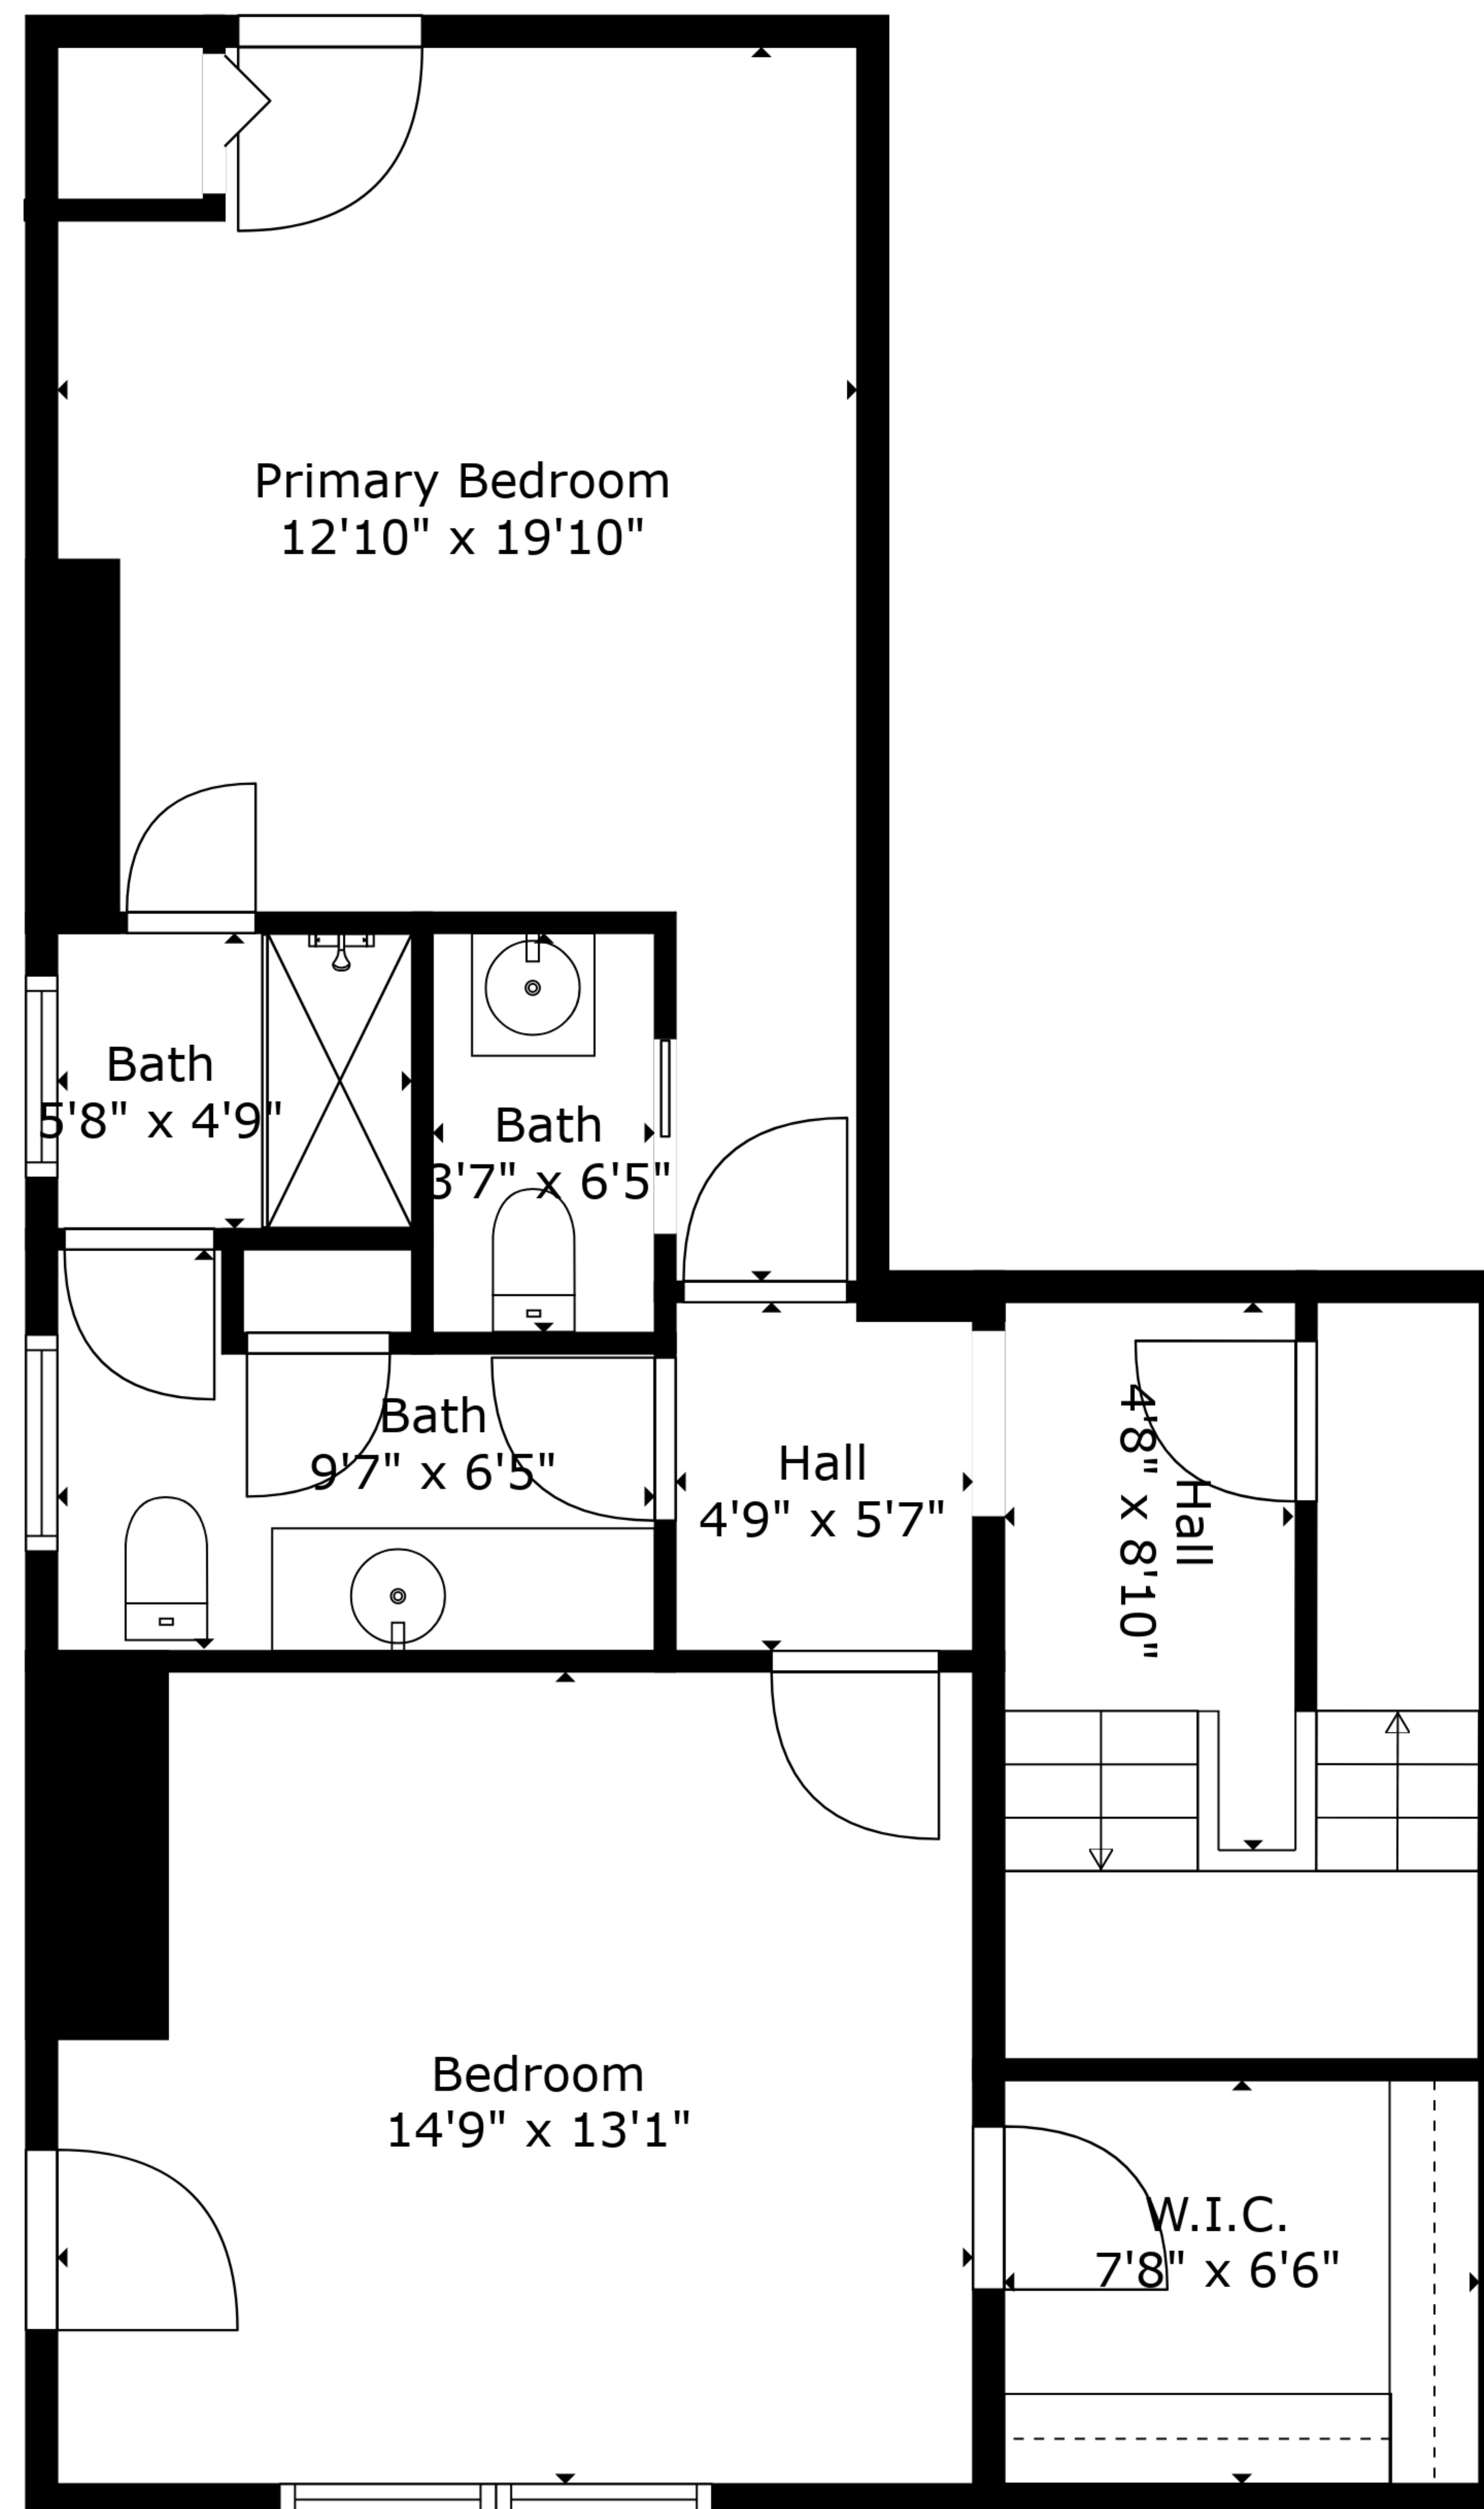 Primary Bedroom
12'10" x 19'10"
Bath
5'8" x 4'9"
Bath
3'7" x 6'5"
Bath
9'7" x 6'5"
Hall
4'9" x 5'7"
Hall
4'8" x 8'10"
Bedroom
14'9" x 13'1"
W.I.C.
7'8" x 6'6"